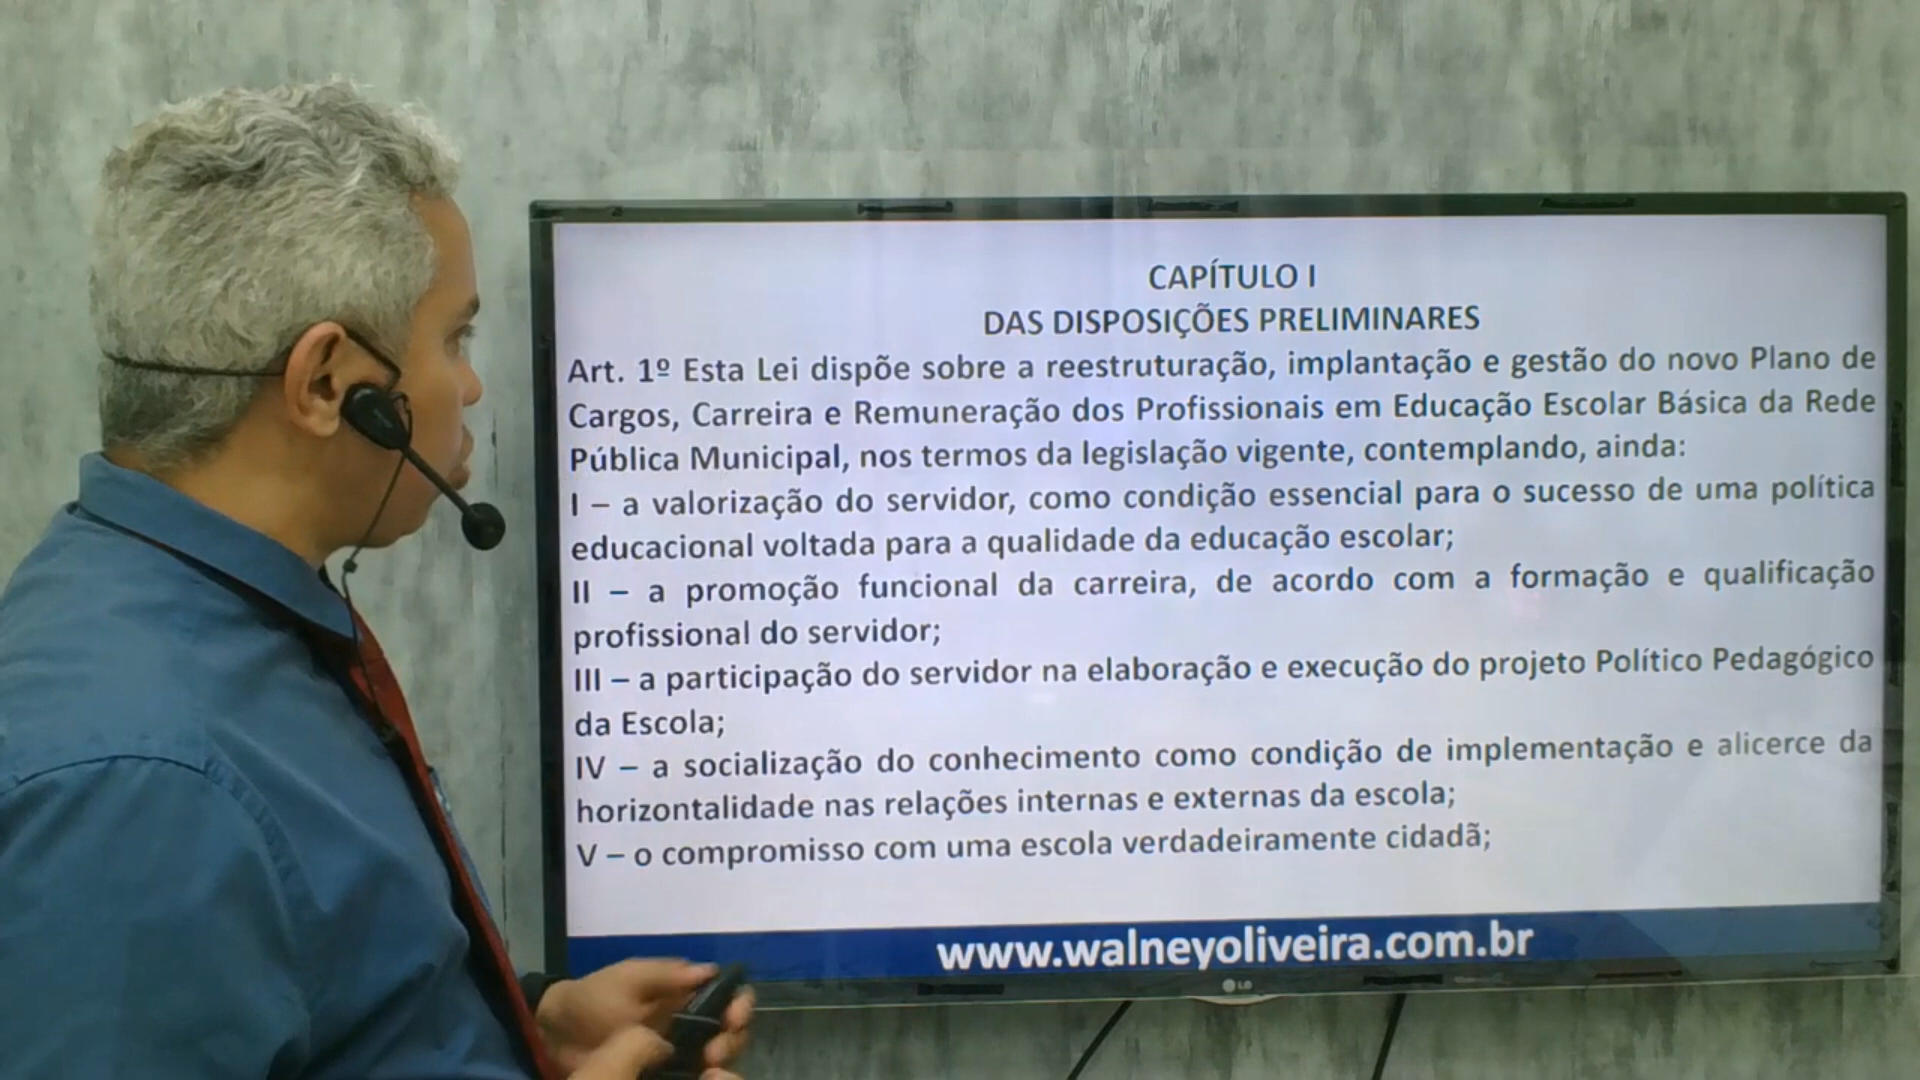 CAPÍTULO I
DAS DISPOSIÇÕES PRELIMINARES
Art. 1º Esta Lei dispõe sobre a reestruturação, implantação e gestão do novo Plano de
Cargos, Carreira e Remuneração dos Profissionais em Educação Escolar Básica da Rede
Pública Municipal, nos termos da legislação vigente, contemplando, ainda:
I – a valorização do servidor, como condição essencial para o sucesso de uma política
educacional voltada para a qualidade da educação escolar;
II – a promoção funcional da carreira, de acordo com a formação e qualificação
profissional do servidor;
III – a participação do servidor na elaboração e execução do projeto Político Pedagógico
da Escola;
IV – a socialização do conhecimento como condição de implementação e alicerce da
horizontalidade nas relações internas e externas da escola;
V – o compromisso com uma escola verdadeiramente cidadã;
www.walneyoliveira.com.br
LG